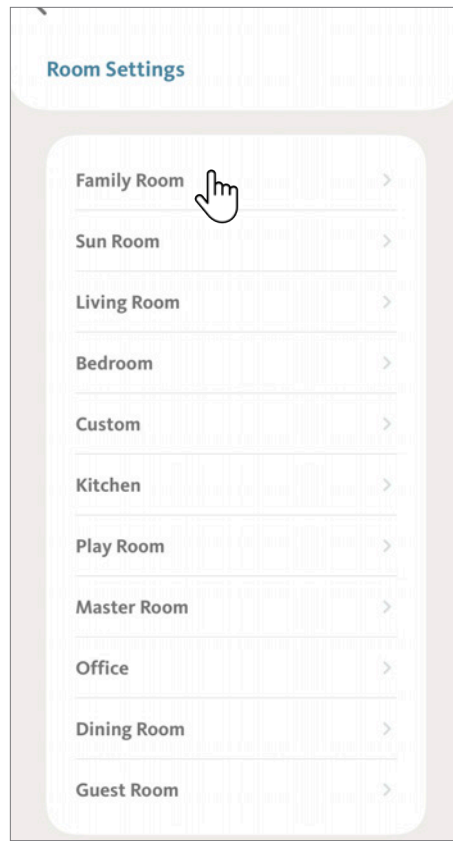 Room Settings
Family Room
Sun Room
Living Room
Bedroom
Custom
Kitchen
Play Room
Master Room
Office
Dining Room
Guest Room